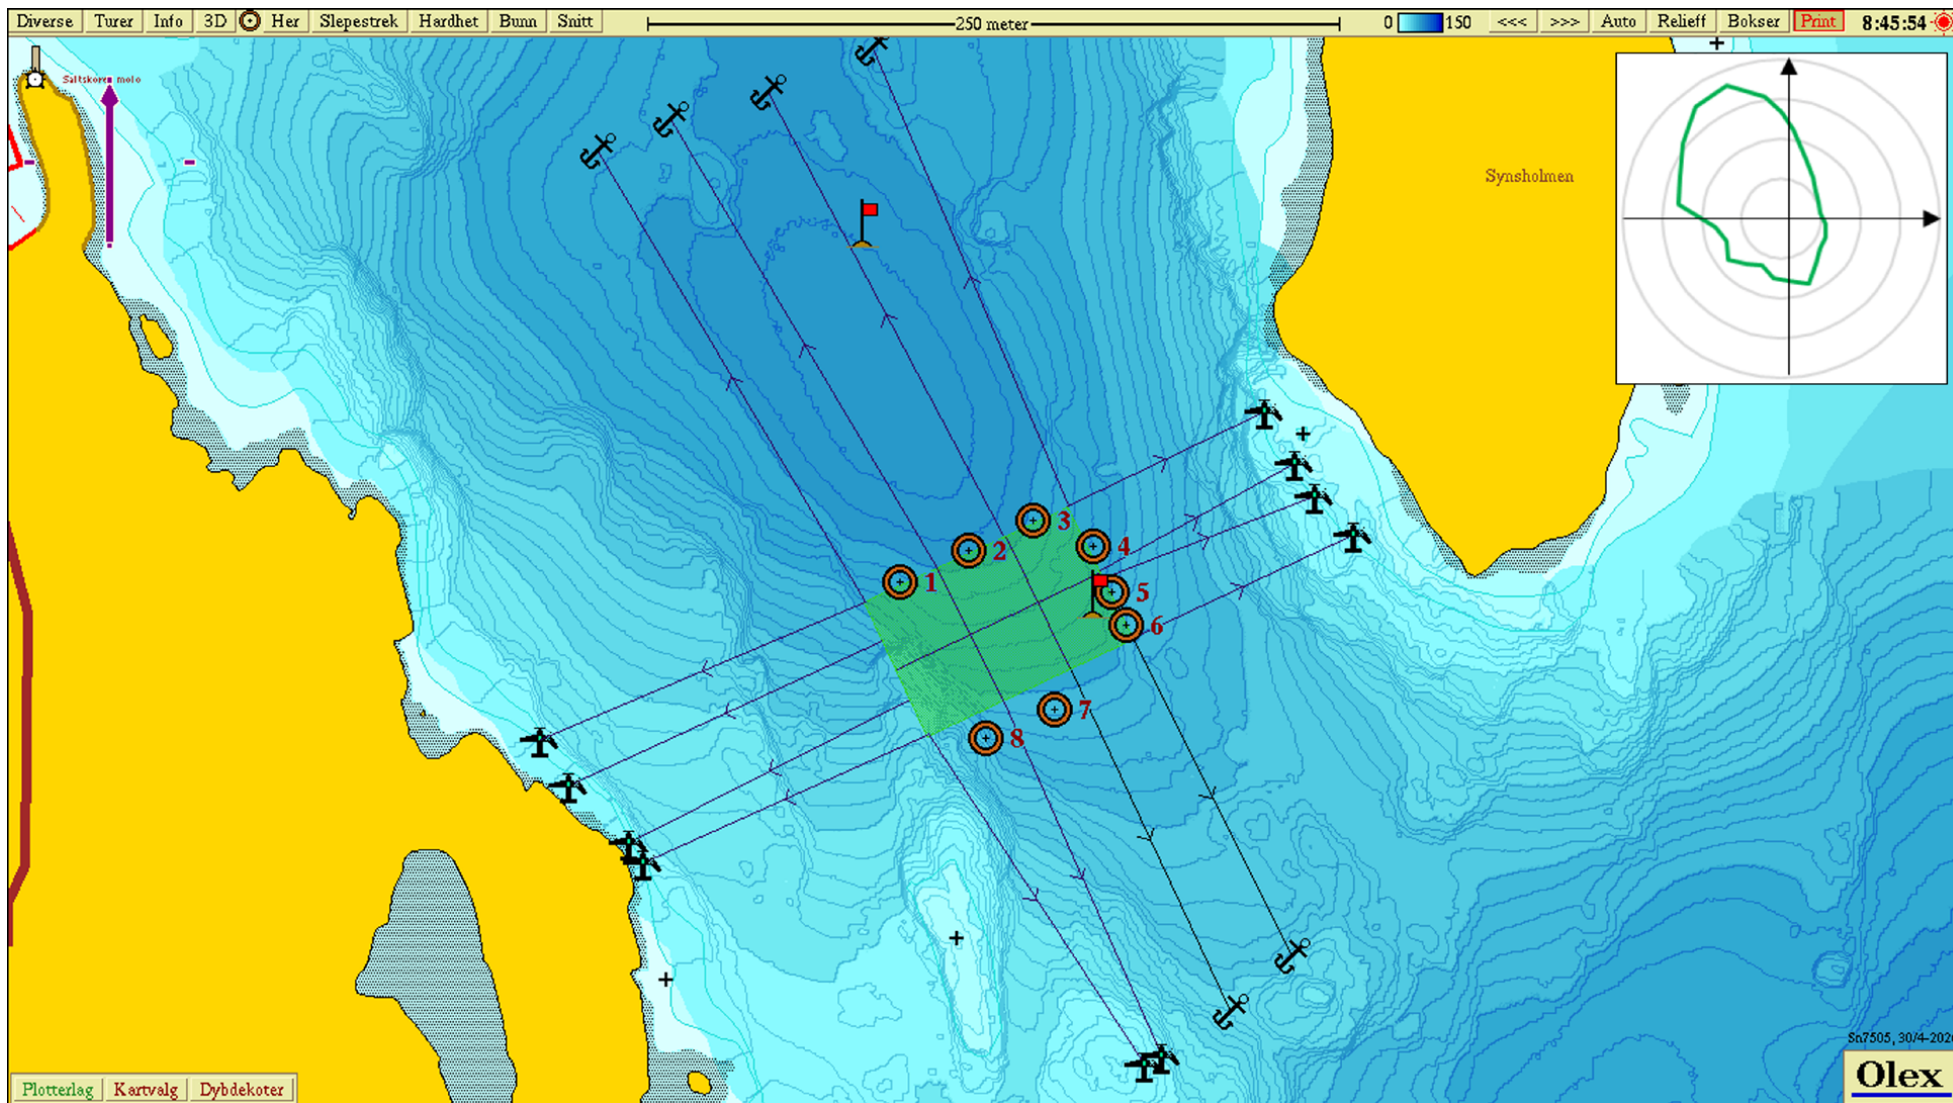 Diverse Turer Info 3D Her Slepestrek Hardhet Bunn Snitt 250 meter 0 150 <<< >>> Auto Relieff Bokser Print 8:45:54
Saltskoren molo
Synsholmen
3
4
2
1
5
6
7
8
Sn7505, 30/4-202
Olex
Plotterlag Kartvalg Dybdekoter